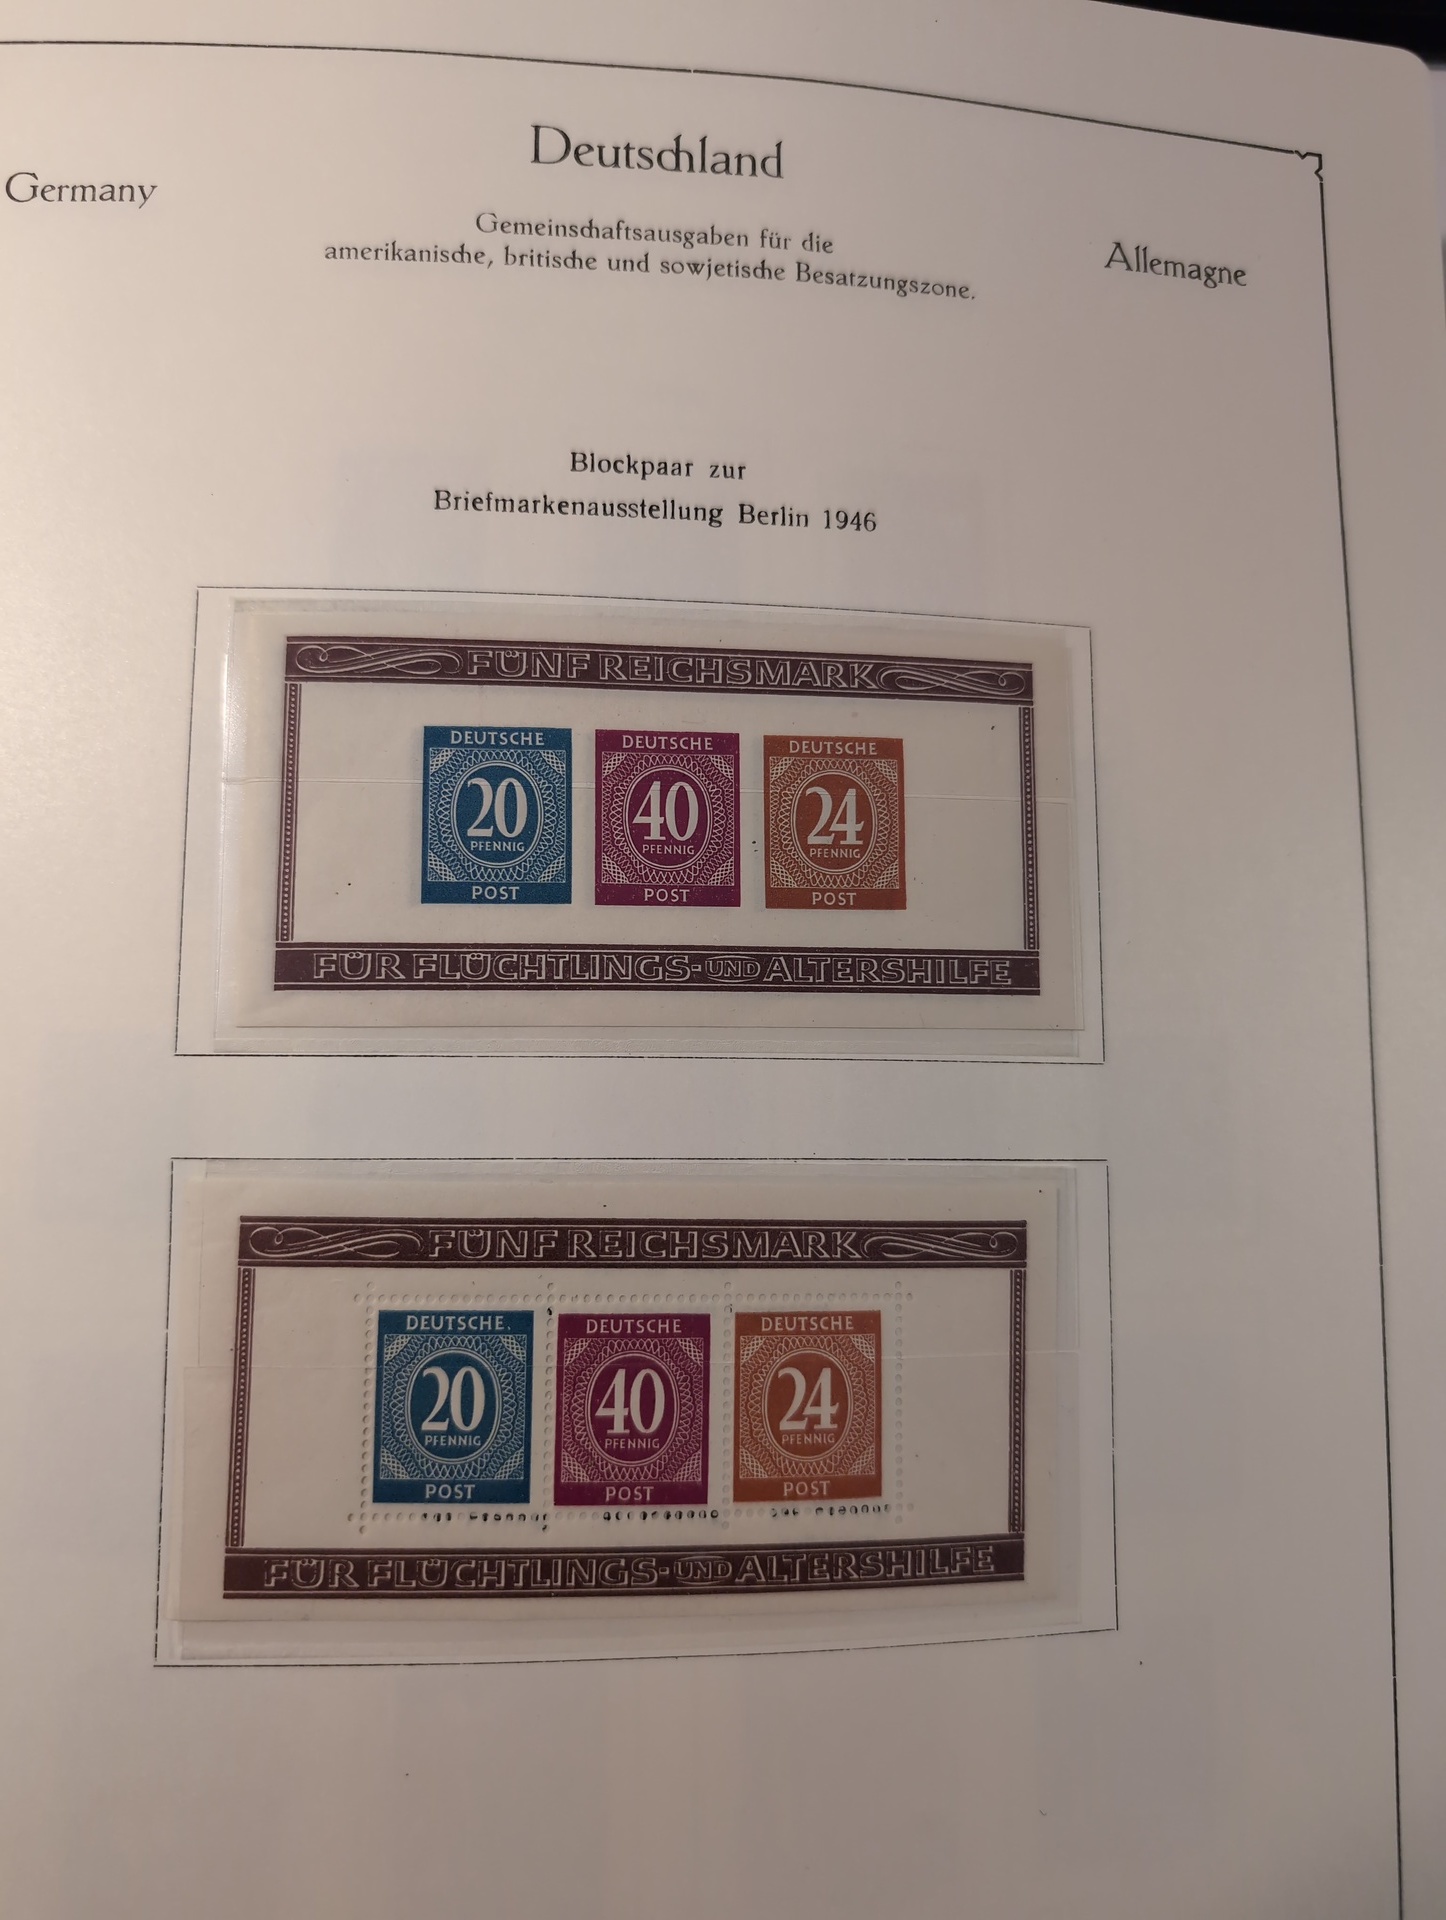 Deutschland
Germany
Allemagne
Gemeinschaftsausgaben für die
amerikanische, britische und sowjetische Besatzungszone.
Blockpaar zur
Briefmarkenausstellung Berlin 1946
FÜNF REICHSMARK
DEUTSCHE
20
PFENNIG
POST
DEUTSCHE
40
PFENNIG
POST
DEUTSCHE
24
PFENNIG
POST
FÜR FLÜCHTLINGS- UND ALTERSHILFE
FÜNF REICHSMARK
DEUTSCHE
20
PFENNIG
POST
DEUTSCHE
40
PFENNIG
POST
DEUTSCHE
24
PFENNIG
POST
FÜR FLÜCHTLINGS- UND ALTERSHILFE